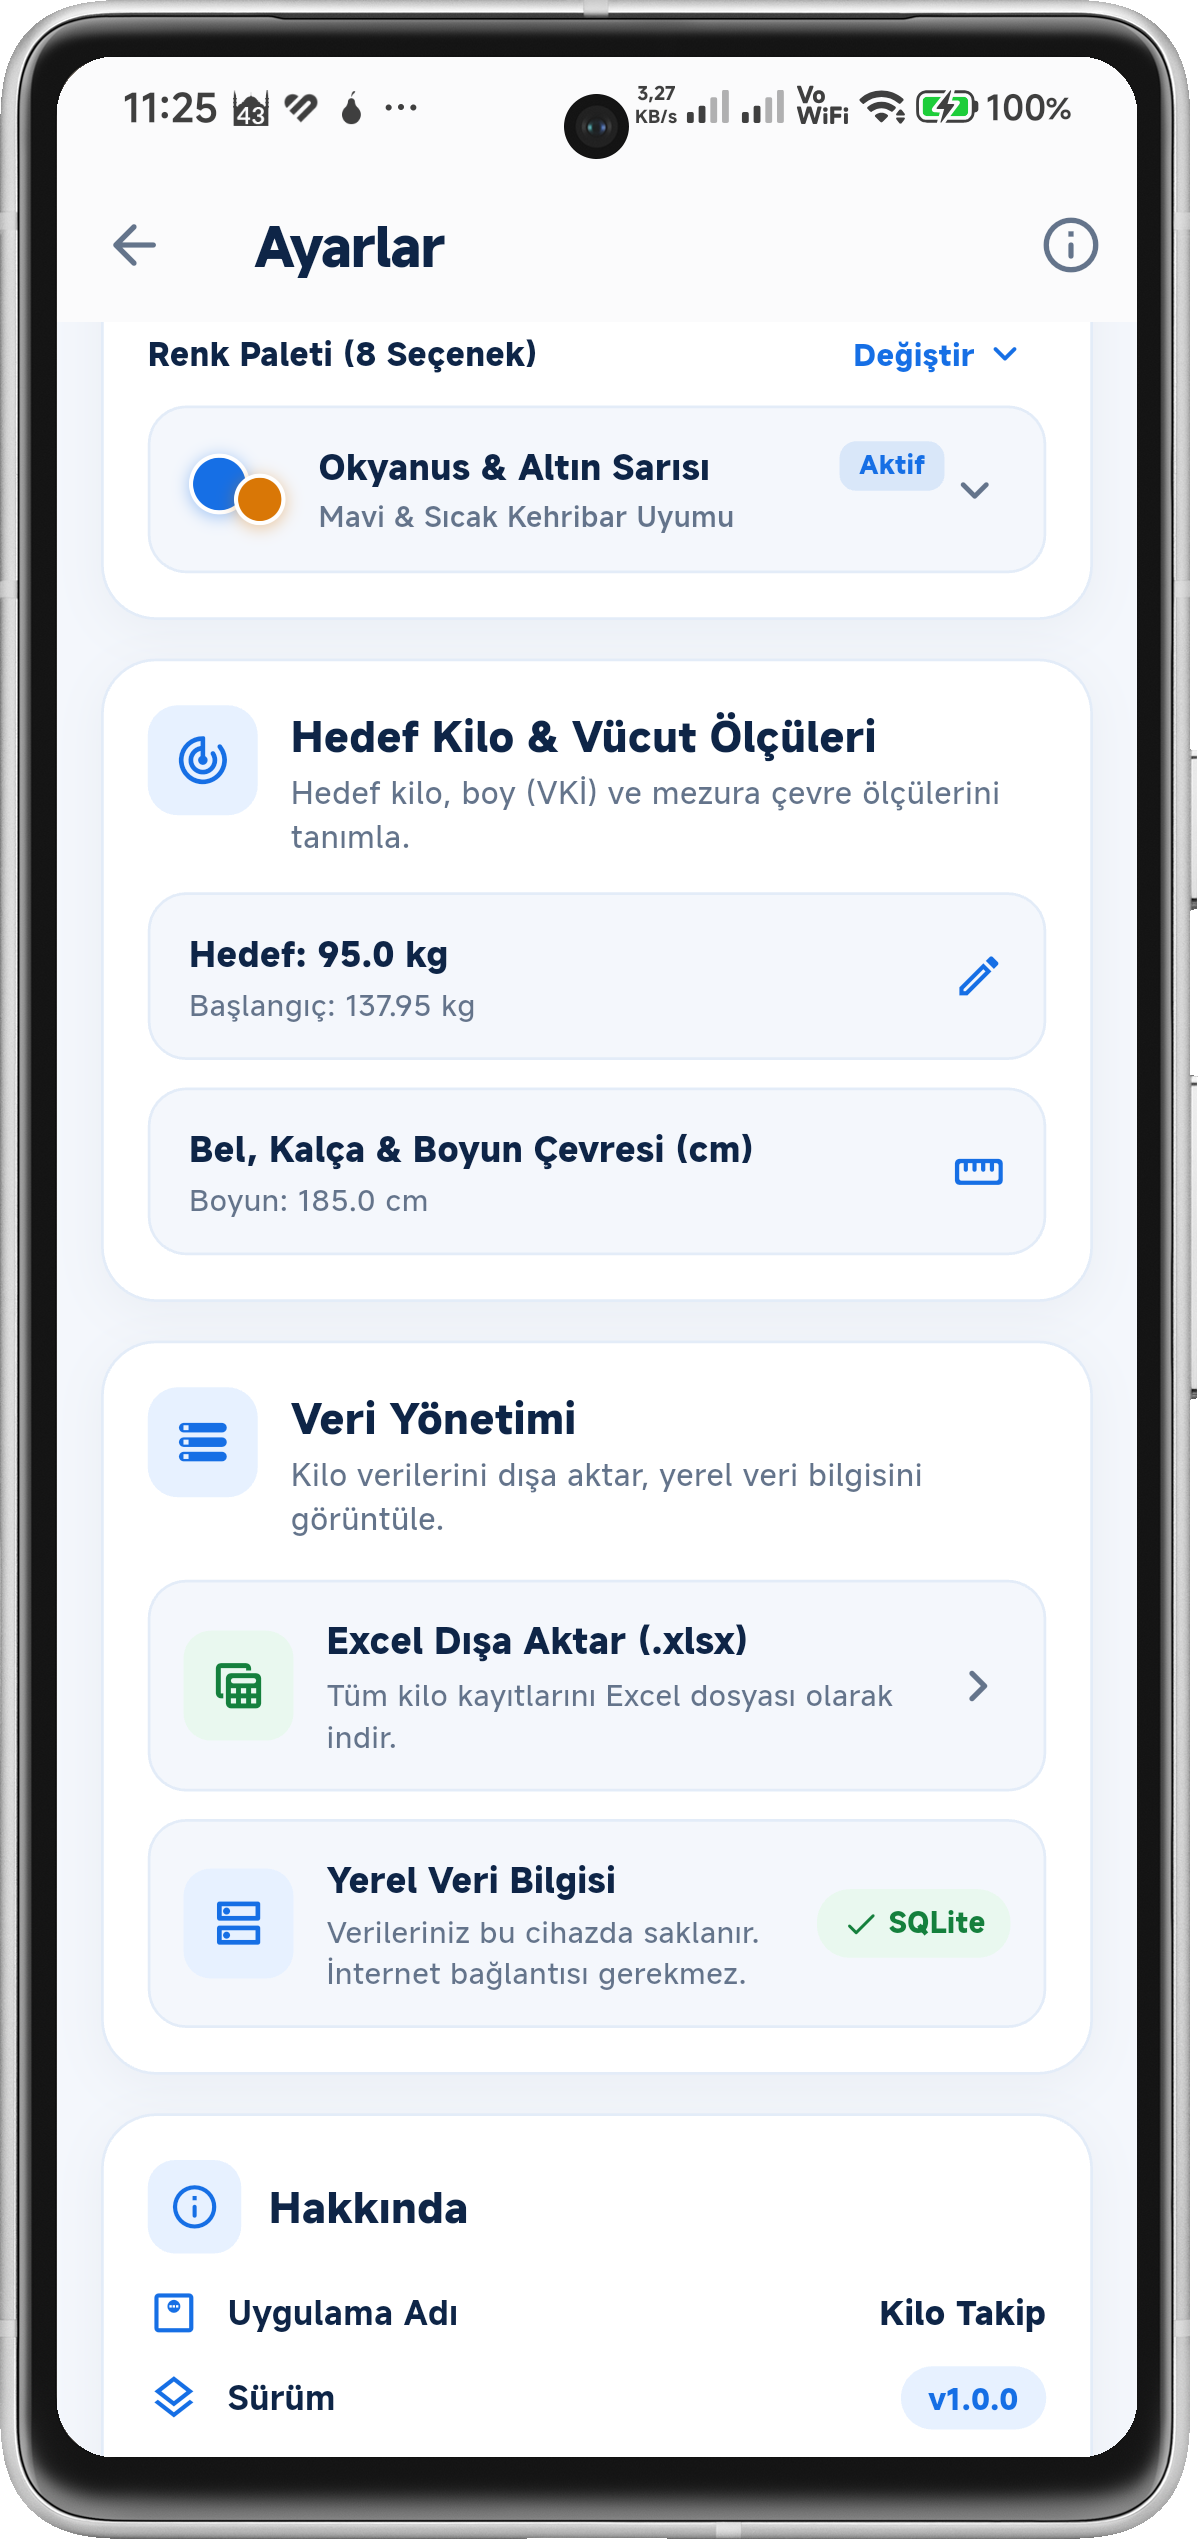 11:25
43
3,27
KB/s
Vo
WiFi
100%
Ayarlar
Renk Paleti (8 Seçenek)
Değiştir
Okyanus & Altın Sarısı
Aktif
Mavi & Sıcak Kehribar Uyumu
Hedef Kilo & Vücut Ölçüleri
Hedef kilo, boy (VKİ) ve mezura çevre ölçülerini
tanımla.
Hedef: 95.0 kg
Başlangıç: 137.95 kg
Bel, Kalça & Boyun Çevresi (cm)
Boyun: 185.0 cm
Veri Yönetimi
Kilo verilerini dışa aktar, yerel veri bilgisini
görüntüle.
Excel Dışa Aktar (.xlsx)
Tüm kilo kayıtlarını Excel dosyası olarak
indir.
Yerel Veri Bilgisi
Verileriniz bu cihazda saklanır.
İnternet bağlantısı gerekmez.
SQLite
Hakkında
Uygulama Adı
Kilo Takip
Sürüm
v1.0.0